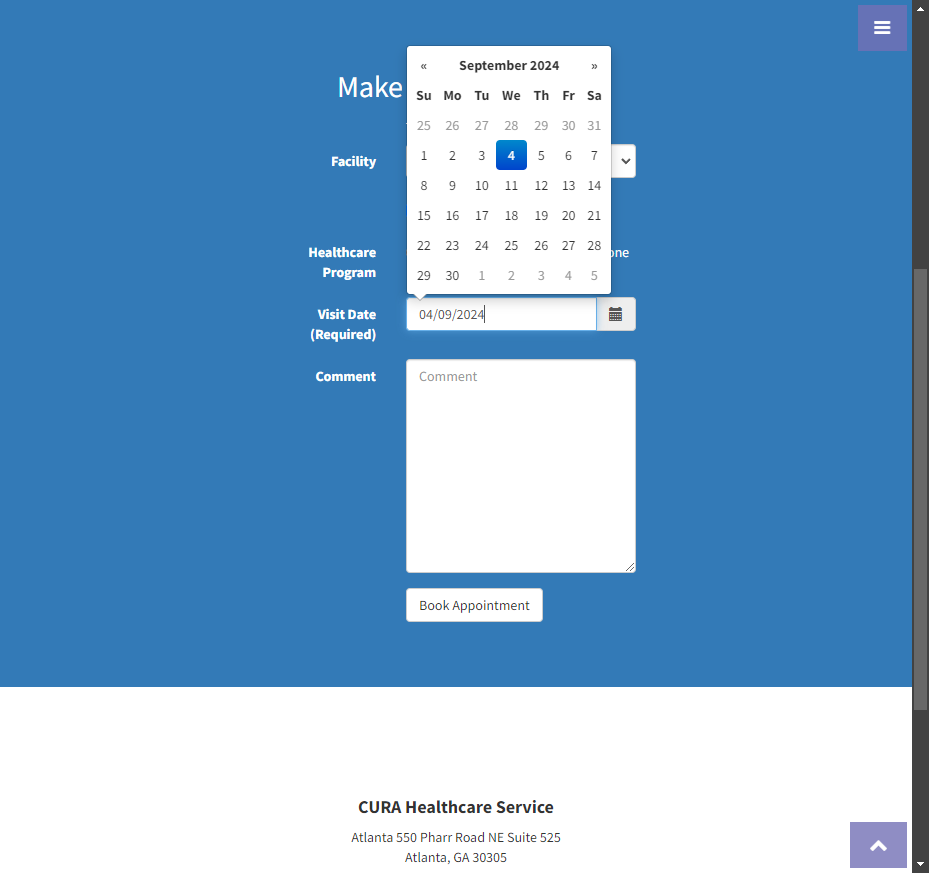 « September 2024 »
Make
Su Mo Tu We Th Fr Sa
25 26 27 28 29 30 31
Facility
1 2 3 4 5 6 7
8 9 10 11 12 13 14
15 16 17 18 19 20 21
22 23 24 25 26 27 28
29 30 1 2 3 4 5
Healthcare
Program
Visit Date
(Required)
04/09/2024
Comment
Comment
Book Appointment
CURA Healthcare Service
Atlanta 550 Pharr Road NE Suite 525
Atlanta, GA 30305